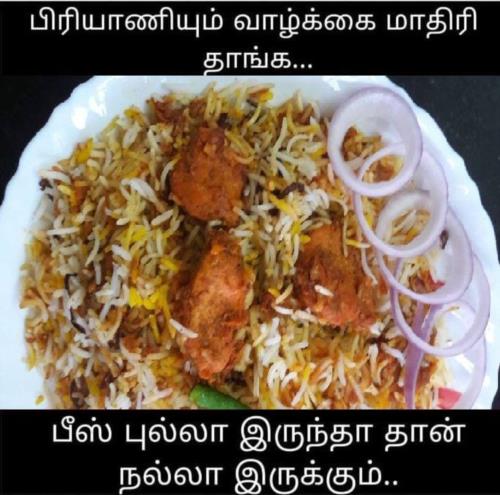 பிரியாணியும் வாழ்க்கை மாதிரி
தாங்க...
பீஸ் புல்லா இருந்தா தான்
நல்லா இருக்கும்..